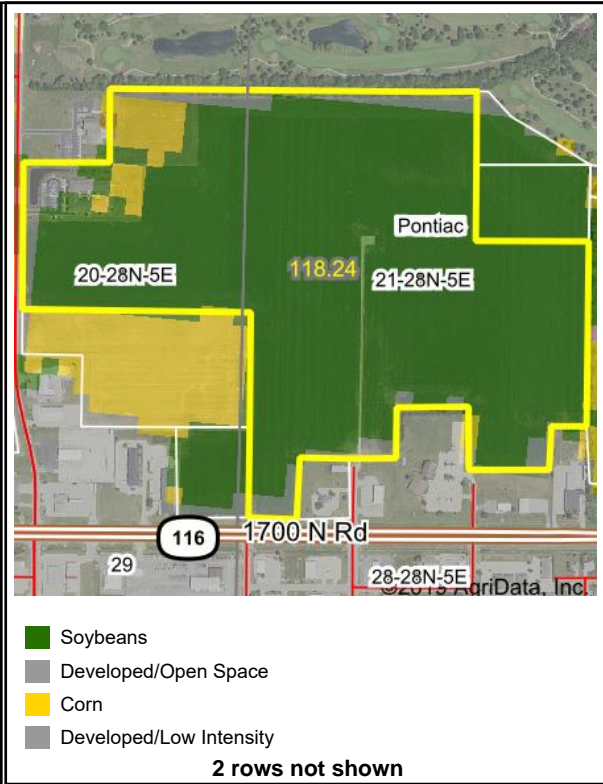 Pontiac
118.24
20-28N-5E
21-28N-5E
116
1700 N Rd
29
28-28N-5E
©2019 AgriData, Inc.
Soybeans
Developed/Open Space
Corn
Developed/Low Intensity
2 rows not shown